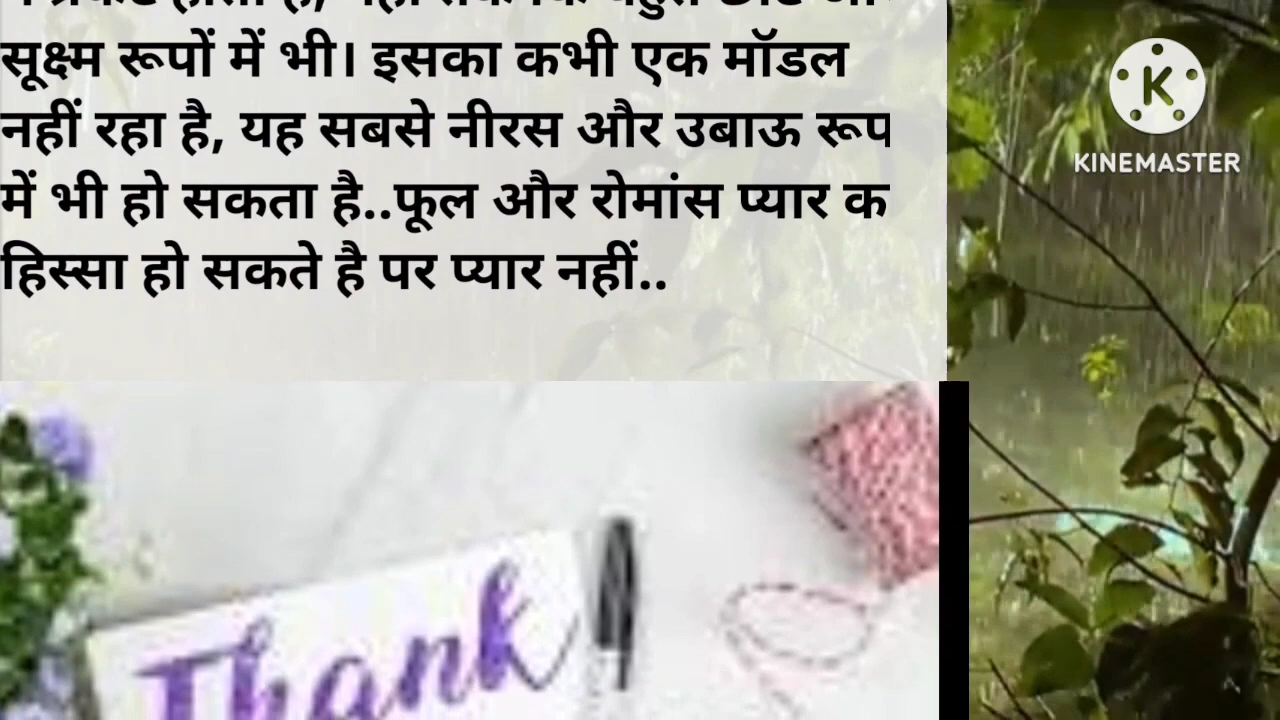 सूक्ष्म रूपों में भी। इसका कभी एक मॉडल
नहीं रहा है, यह सबसे नीरस और उबाऊ रूप
में भी हो सकता है..फूल और रोमांस प्यार क
हिस्सा हो सकते है पर प्यार नहीं..
K
KINEMASTER
Thank